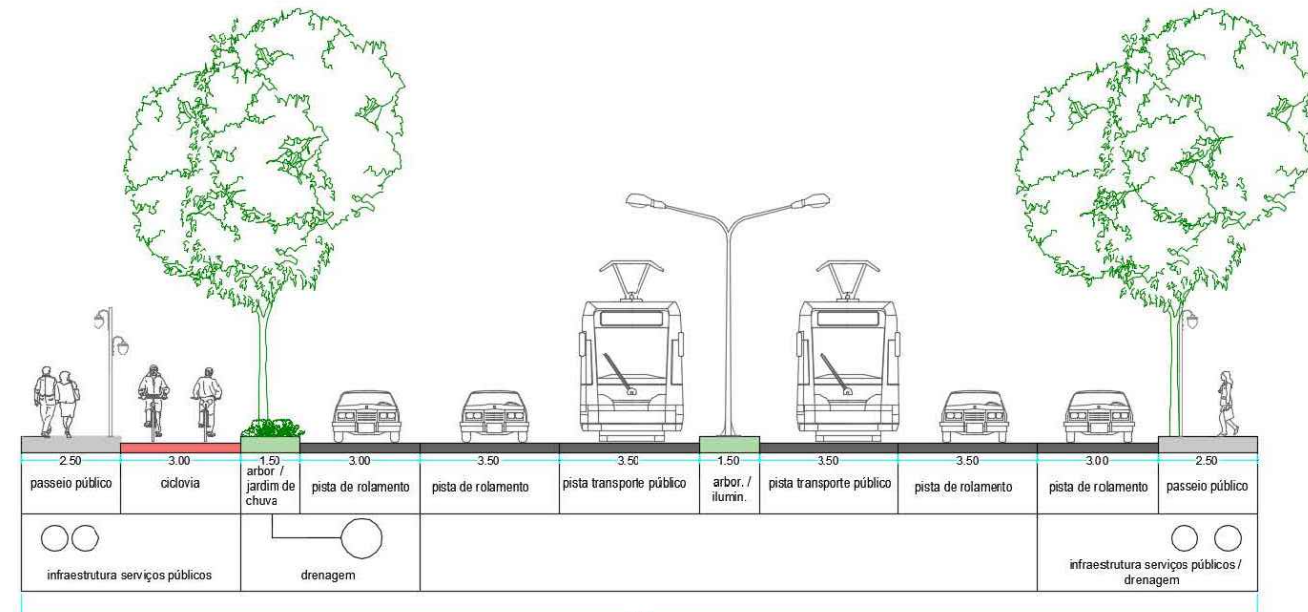 2.50 3.00 1.50 3.00 3.50 3.50 1.50 3.50 3.50 3.00 2.50
passeio público
ciclovia
arbor /
jardim de
chuva
pista de rolamento
pista de rolamento
pista transporte público
arbor. /
ilumin.
pista transporte público
pista de rolamento
pista de rolamento
passeio público
infraestrutura serviços públicos
drenagem
infraestrutura serviços públicos /
drenagem